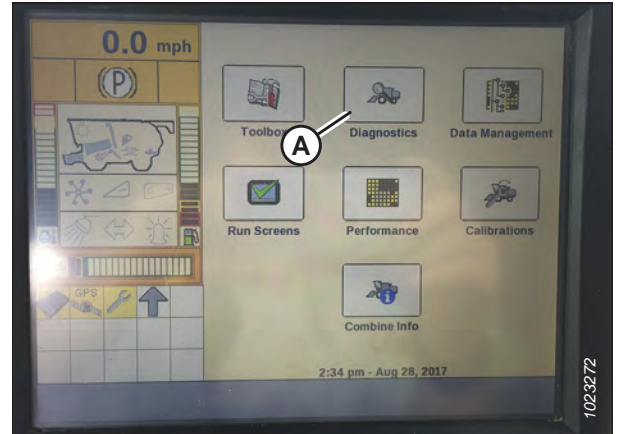 0.0 mph
(P)
GPS
Toolbox
A
Diagnostics
Data Management
Run Screens
Performance
Calibrations
Combine Info
2:34 pm - Aug 28, 2017
1023272